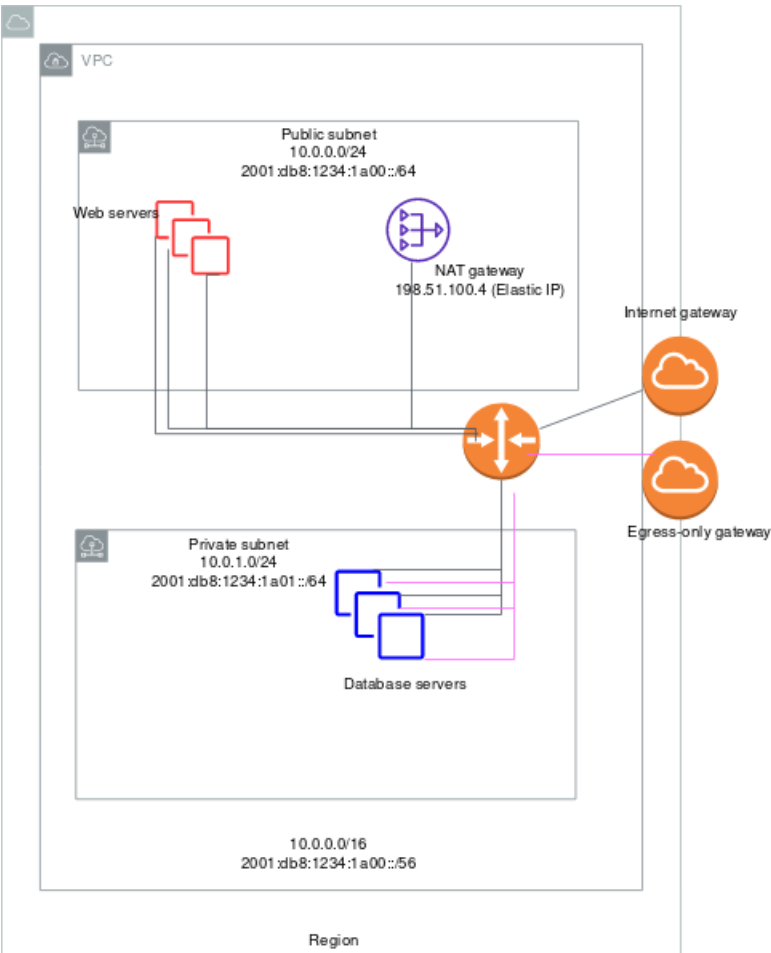 VPC
Public subnet
10.0.0.0/24
2001:db8:1234:1a00::/64
Web servers
NAT gateway
198.51.100.4 (Elastic IP)
Internet gateway
Egress-only gateway
Private subnet
10.0.1.0/24
2001:db8:1234:1a01::/64
Database servers
10.0.0.0/16
2001:db8:1234:1a00::/56
Region